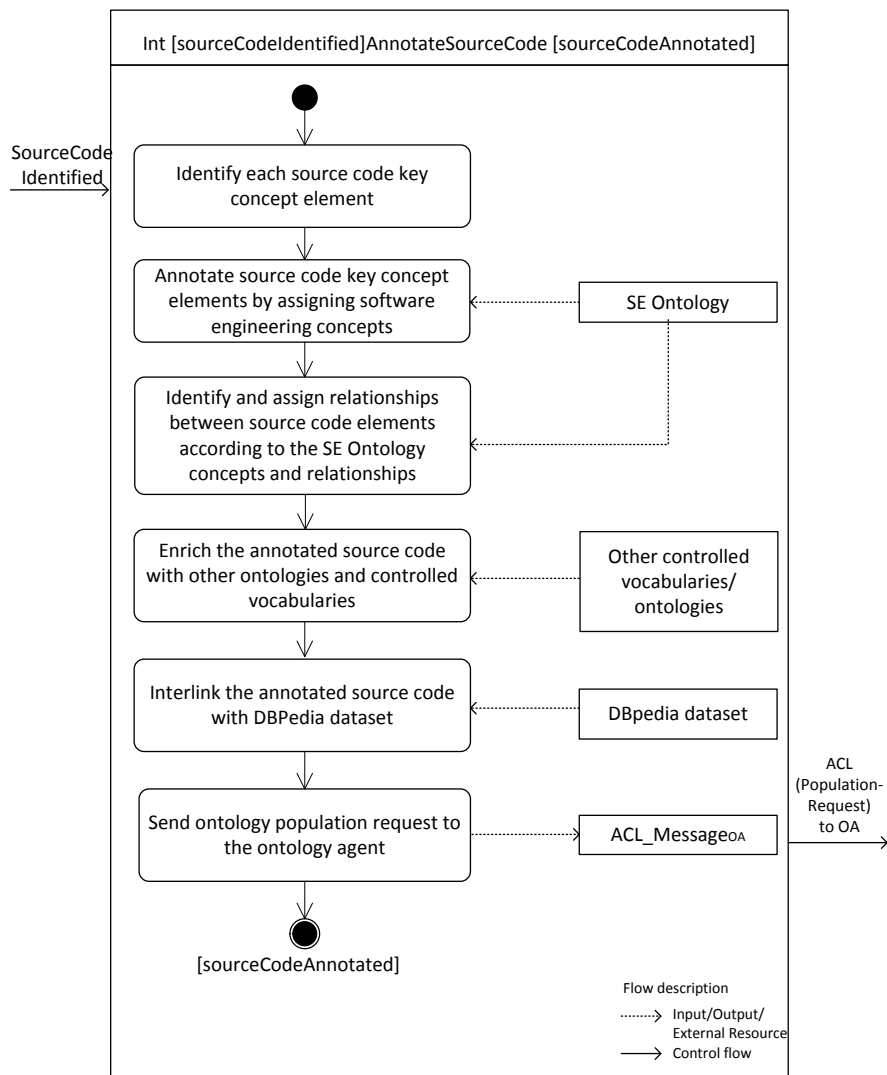 Int [sourceCodeIdentified]AnnotateSourceCode [sourceCodeAnnotated]
SourceCode
Identified
Identify each source code key
concept element
Annotate source code key concept
elements by assigning software
engineering concepts
SE Ontology
Identify and assign relationships
between source code elements
according to the SE Ontology
concepts and relationships
Enrich the annotated source code
with other ontologies and controlled
vocabularies
Other controlled
vocabularies/
ontologies
Interlink the annotated source code
with DBPedia dataset
DBpedia dataset
Send ontology population request to
the ontology agent
ACL_MessageOA
ACL
(Population-
Request)
to OA
[sourceCodeAnnotated]
Flow description
Input/Output/
External Resource
Control flow